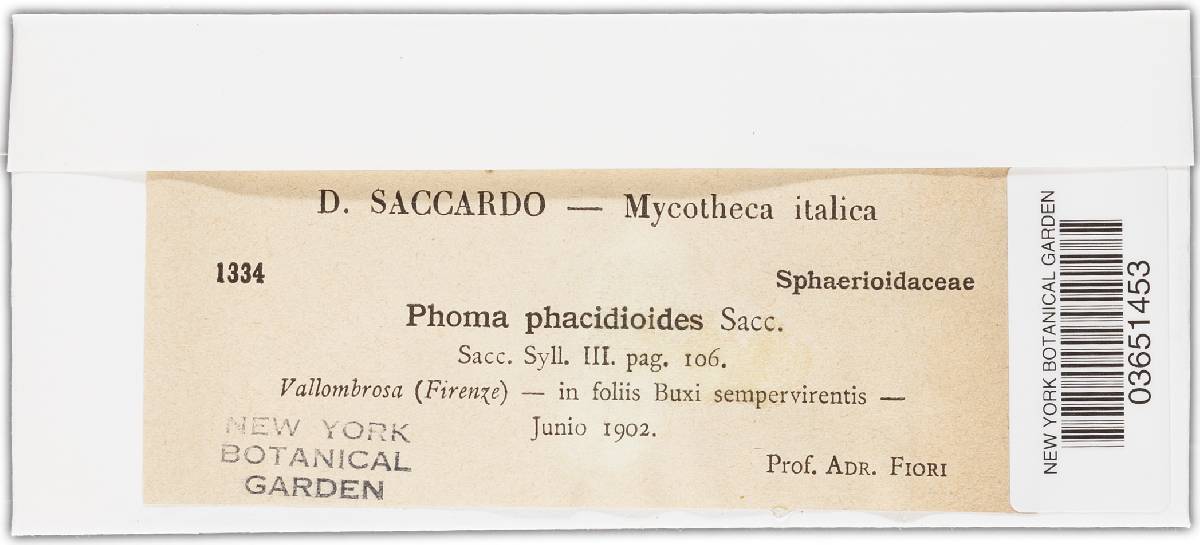 D. SACCARDO — Mycotheca italica
1334
Sphaerioidaceae
Phoma phacidioides Sacc.
Sacc. Syll. III. pag. 106.
Vallombrosa (Firenze) — in foliis Buxi sempervirentis —
Junio 1902.
Prof. ADR. FIORI
NEW YORK
BOTANICAL
GARDEN
NEW YORK BOTANICAL GARDEN
03651453